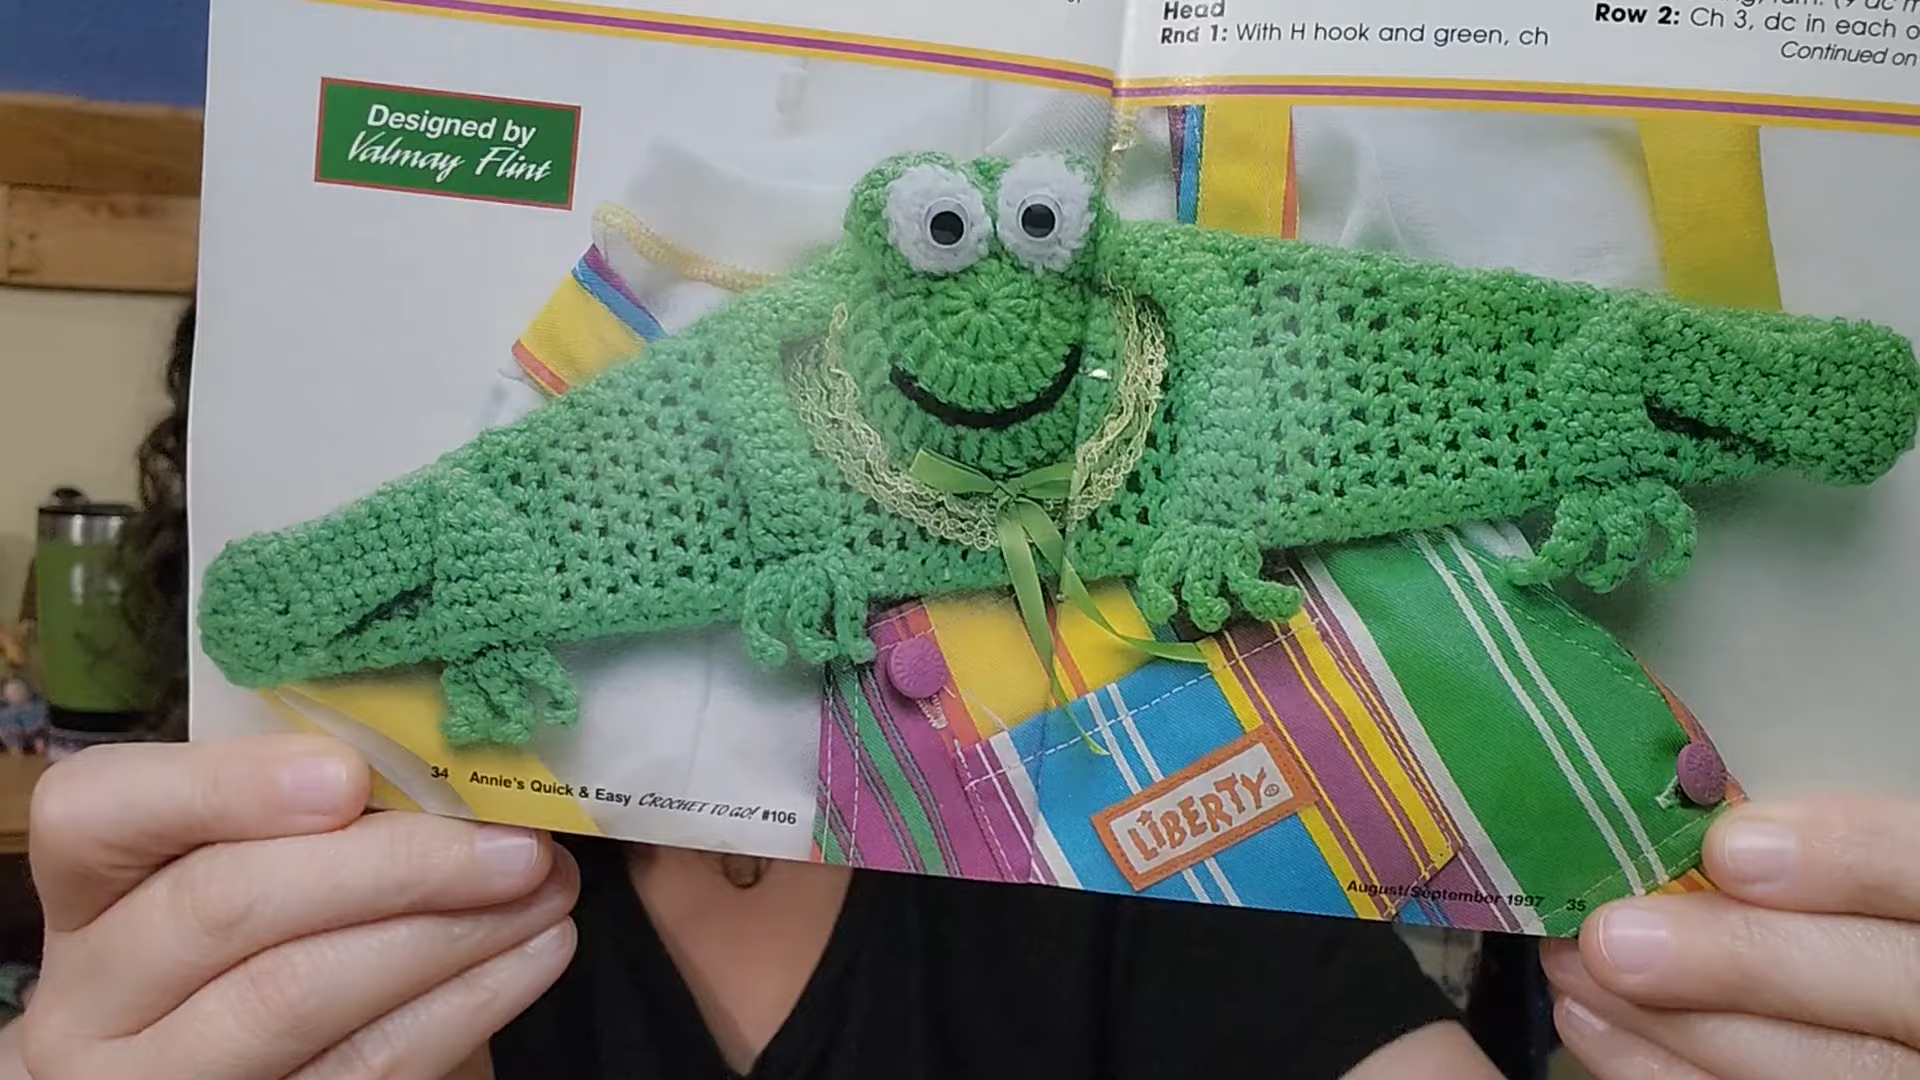 Head
Rnd 1: With H hook and green, ch
Row 2: Ch 3, dc in each
Continued on
Designed by
Valmay Flint
LIBERTY®
34 Annie's Quick & Easy CROCHET TO GO! #106
August/September 1997 35